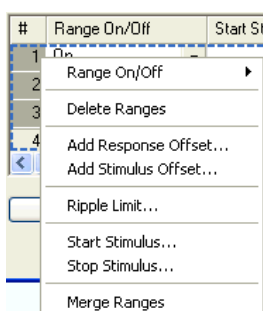 # Range On/Off Start St
1 On
2
3
4
Range On/Off
Delete Ranges
Add Response Offset...
Add Stimulus Offset...
Ripple Limit...
Start Stimulus...
Stop Stimulus...
Merge Ranges